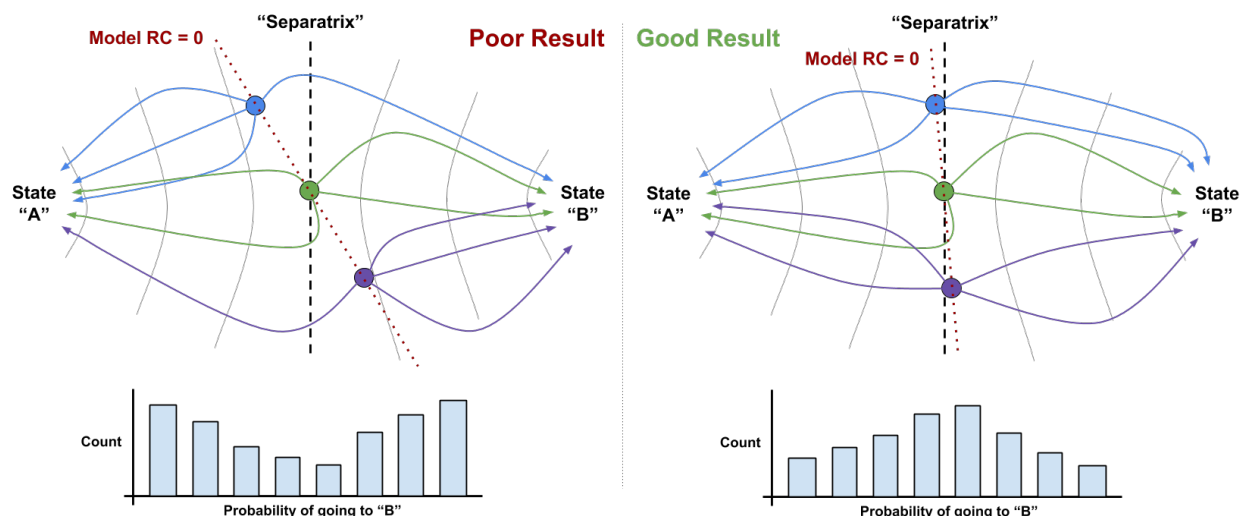 “Separatrix”
Model RC = 0
Poor Result
State
“A”
State
“B”
Count
Probability of going to “B”
“Separatrix”
Good Result
Model RC = 0
State
“A”
State
“B”
Count
Probability of going to “B”